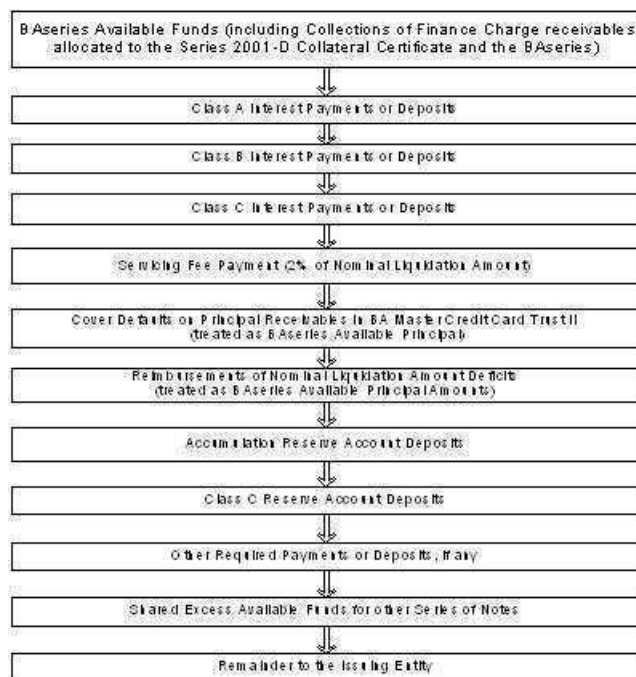 BAseries Available Funds (including Collections of Finance Charge receivables
allocated to the Series 2001-D Collateral Certificate and the BAseries)
Class A Interest Payments or Deposits
Class B Interest Payments or Deposits
Class C Interest Payments or Deposits
Servicing Fee Payment (2% of Nominal Liquidation Amount)
Cover Defaults on Principal Receivables in BA Master Credit Card Trust II
(treated as BAseries Available Principal)
Reimbursements of Nominal Liquidation Amount Deficits
(treated as BAseries Available Principal Amounts)
Accumulation Reserve Account Deposits
Class C Reserve Account Deposits
Other Required Payments or Deposits, if any
Shared Excess Available Funds for other Series of Notes
Remainder to the Issuing Entity